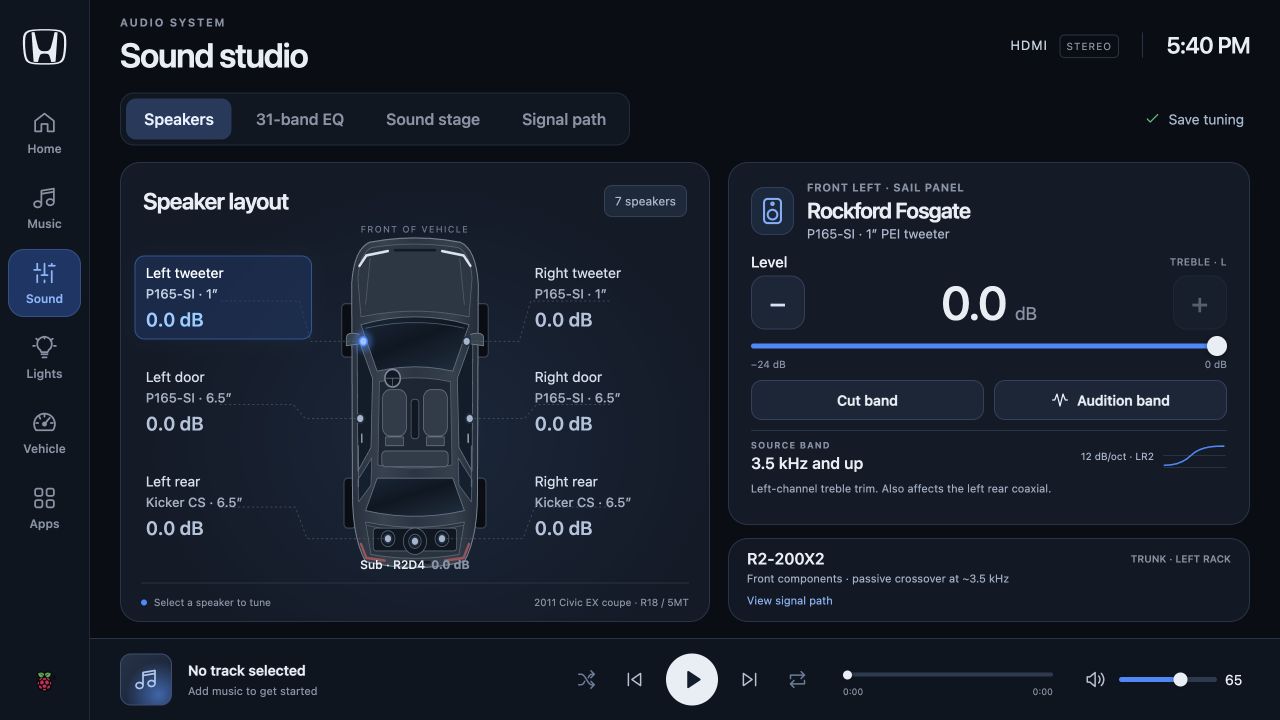 AUDIO SYSTEM
Sound studio
HDMI
STEREO
5:40 PM
Home
Music
Sound
Lights
Vehicle
Apps
Speakers
31-band EQ
Sound stage
Signal path
Save tuning
Speaker layout
7 speakers
FRONT OF VEHICLE
Left tweeter
P165-SI · 1″
0.0 dB
Right tweeter
P165-SI · 1″
0.0 dB
Left door
P165-SI · 6.5″
0.0 dB
Right door
P165-SI · 6.5″
0.0 dB
Left rear
Kicker CS · 6.5″
0.0 dB
Right rear
Kicker CS · 6.5″
0.0 dB
Sub · R2D4 0.0 dB
Select a speaker to tune
2011 Civic EX coupe · R18 / 5MT
FRONT LEFT · SAIL PANEL
Rockford Fosgate
P165-SI · 1″ PEI tweeter
Level
TREBLE · L
−
0.0 dB
+
−24 dB
0 dB
Cut band
Audition band
SOURCE BAND
3.5 kHz and up
12 dB/oct · LR2
Left-channel treble trim. Also affects the left rear coaxial.
R2-200X2
TRUNK · LEFT RACK
Front components · passive crossover at ~3.5 kHz
View signal path
No track selected
Add music to get started
0:00
0:00
65